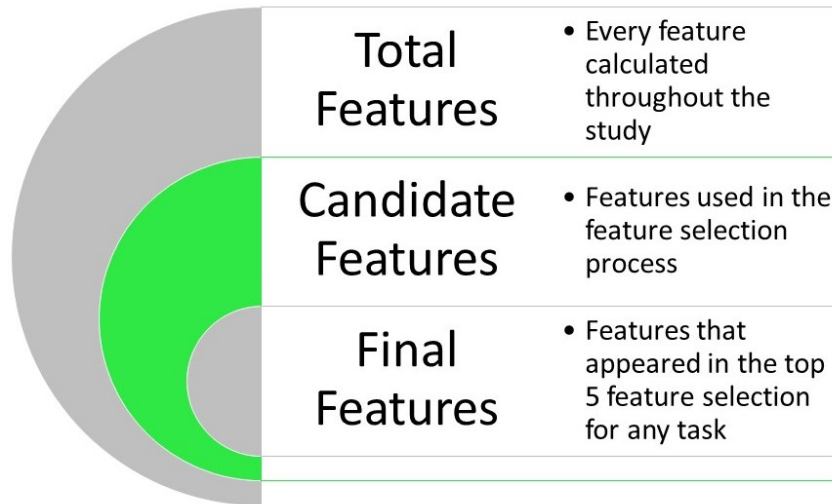 Total
Features
• Every feature
calculated
throughout the
study
Candidate
Features
• Features used in the
feature selection
process
Final
Features
• Features that
appeared in the top
5 feature selection
for any task